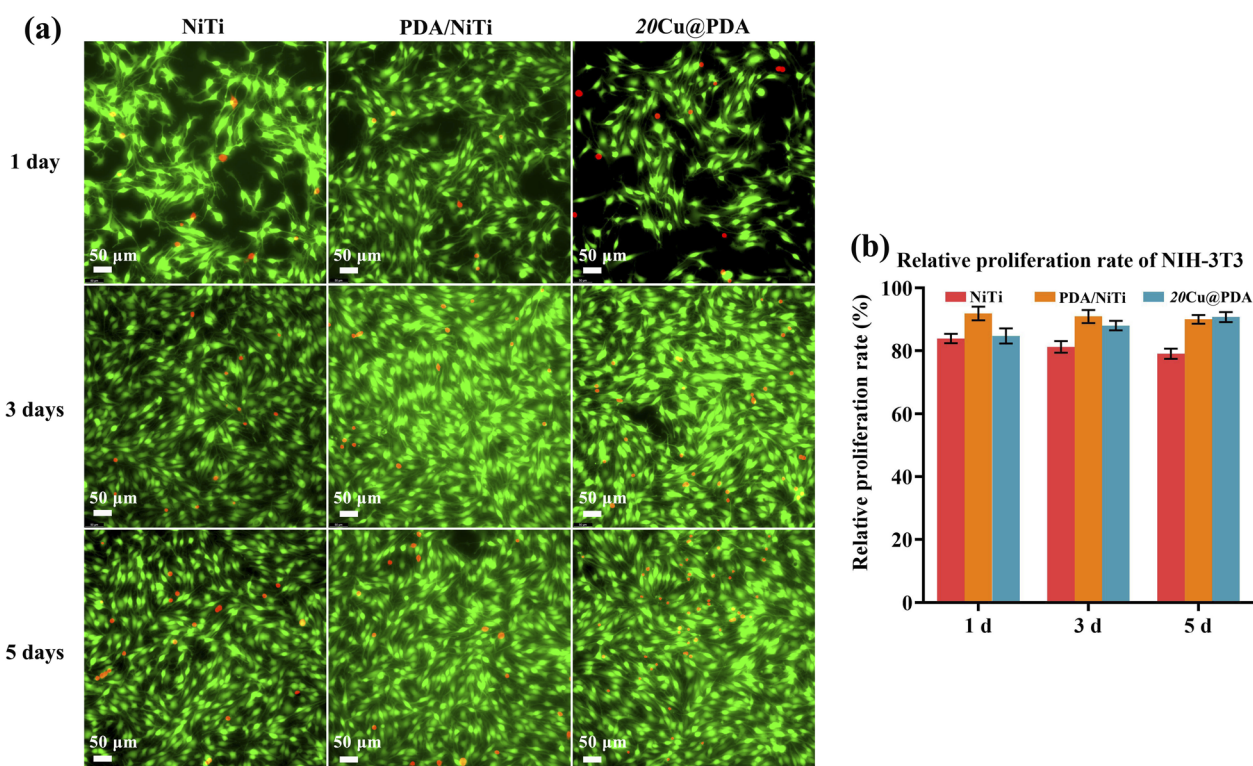 (a)
NiTi PDA/NiTi 20Cu@PDA
1 day
50 µm 50 µm 50 µm
3 days
50 µm 50 µm 50 µm
5 days
50 µm 50 µm 50 µm
(b)
Relative proliferation rate of NIH-3T3
NiTi PDA/NiTi 20Cu@PDA
Relative proliferation rate (%)
100
80
60
40
20
0
1 d 3 d 5 d